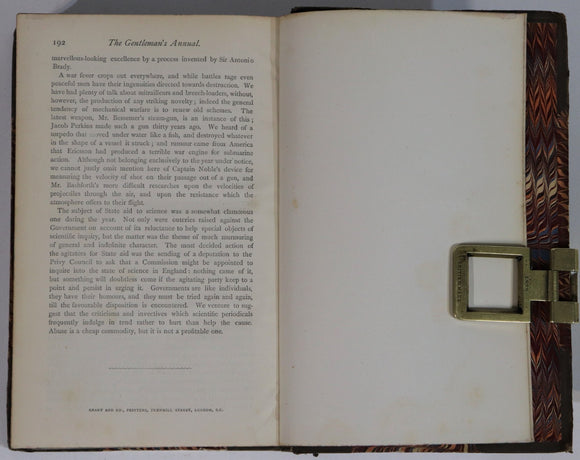 192 The Gentleman's Annual.
marvellous-looking excellence by a process invented by Sir Antonio
Brady.
A war fever crops out everywhere, and while battles rage even
peaceful men have their ingenuities directed towards destruction. We
have had plenty of talk about mitrailleurs and breech-loaders, without,
however, the production of any striking novelty; indeed the general
tendency of mechanical warfare is to renew old schemes. The
latest weapon, Mr. Bessemer's steam-gun, is an instance of this;
Jacob Perkins made such a gun thirty years ago. We heard of a
torpedo that moved under water like a fish, and destroyed whatever
in the shape of a vessel it struck; and rumour came from America
that Ericsson had produced a terrible war engine for submarine
action. Although not belonging exclusively to the year under notice,
we cannot justly omit mention here of Captain Noble's device for
measuring the velocity of shot on their passage out of a gun, and
Mr. Bashforth's more difficult researches upon the velocities of
projectiles through the air, and upon the resistance which the
atmosphere offers to their flight.
The subject of State aid to science was a somewhat clamorous
one during the year. Not only were outcries raised against the
Government on account of its reluctance to help special objects of
scientific inquiry, but the matter was the theme of much murmuring
of general and indefinite character. The most decided action of
the agitators for State aid was the sending of a deputation to the
Privy Council to ask that a Commission might be appointed to
inquire into the state of science in England: nothing came of it,
but something will doubtless come if the agitating party keep to a
point and persist in urging it. Governments are like individuals,
they have their humours, and they must be tried again and again,
till the favourable disposition is encountered. We venture to sug-
gest that the criticisms and invectives which scientific periodicals
frequently indulge in tend rather to hurt than help the cause.
Abuse is a cheap commodity, but it is not a profitable one.
GRANT AND CO., PRINTERS, TURNMILL STREET, LONDON, E.C.